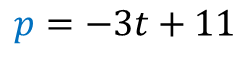 p = −3t + 11